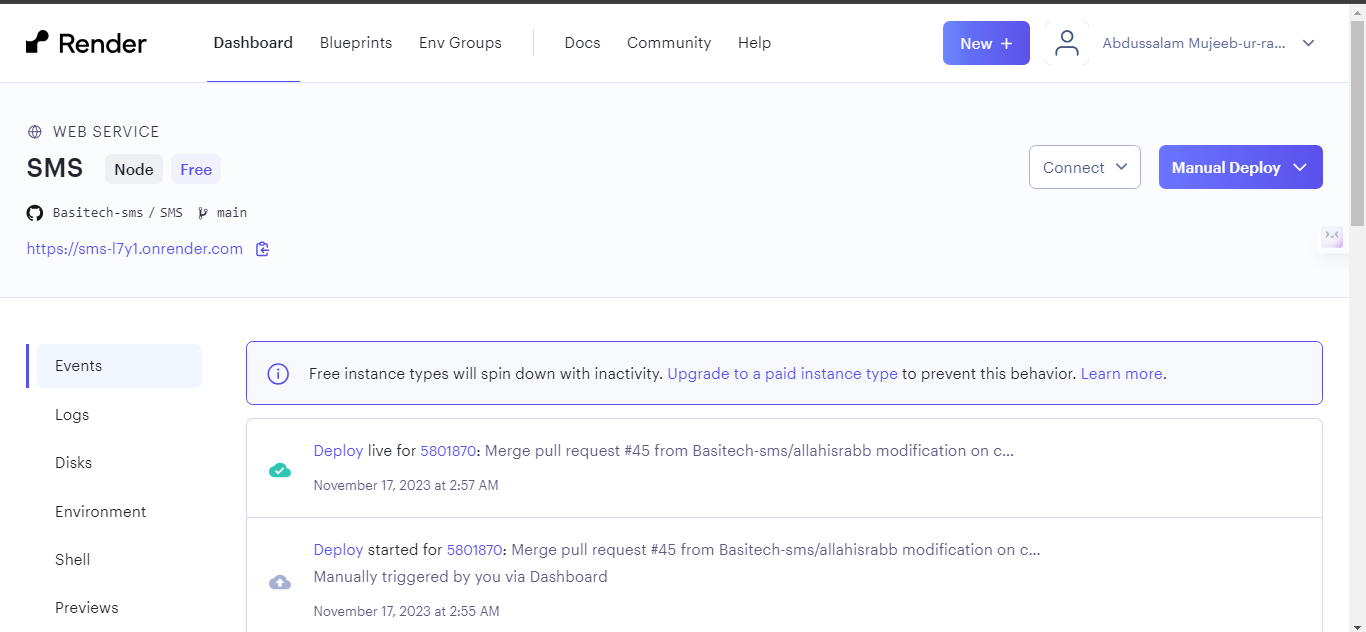 Render Dashboard Blueprints Env Groups Docs Community Help New + Abdussalam Mujeeb-ur-ra...
WEB SERVICE
SMS Node Free
Connect Manual Deploy
Basitech-sms / SMS main
https://sms-l7y1.onrender.com
Events
Logs
Disks
Environment
Shell
Previews
Free instance types will spin down with inactivity. Upgrade to a paid instance type to prevent this behavior. Learn more.
Deploy live for 5801870: Merge pull request #45 from Basitech-sms/allahisrabb modification on c...
November 17, 2023 at 2:57 AM
Deploy started for 5801870: Merge pull request #45 from Basitech-sms/allahisrabb modification on c...
Manually triggered by you via Dashboard
November 17, 2023 at 2:55 AM